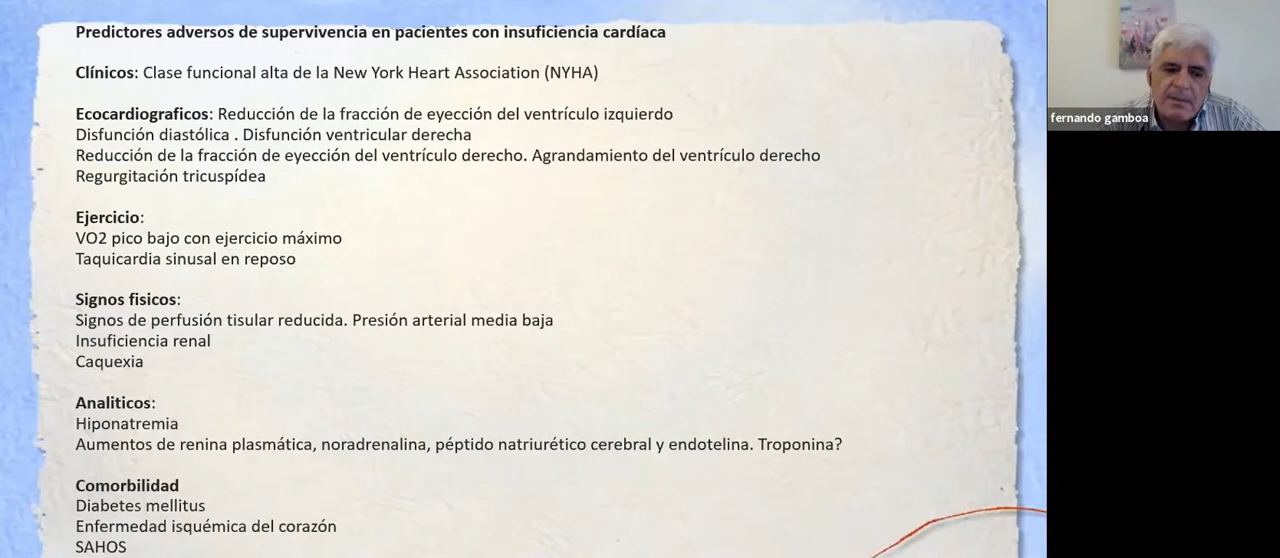 Predictores adversos de supervivencia en pacientes con insuficiencia cardíaca
Clínicos: Clase funcional alta de la New York Heart Association (NYHA)
Ecocardiograficos: Reducción de la fracción de eyección del ventrículo izquierdo
Disfunción diastólica . Disfunción ventricular derecha
Reducción de la fracción de eyección del ventrículo derecho. Agrandamiento del ventrículo derecho
Regurgitación tricuspídea
Ejercicio:
VO2 pico bajo con ejercicio máximo
Taquicardia sinusal en reposo
Signos fisicos:
Signos de perfusión tisular reducida. Presión arterial media baja
Insuficiencia renal
Caquexia
Analiticos:
Hiponatremia
Aumentos de renina plasmática, noradrenalina, péptido natriurético cerebral y endotelina. Troponina?
Comorbilidad
Diabetes mellitus
Enfermedad isquémica del corazón
SAHOS
fernando gamboa